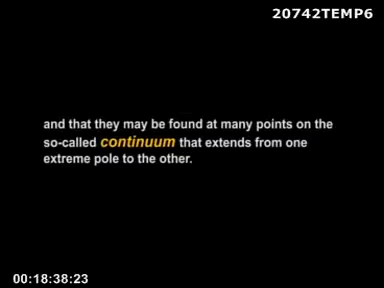 20742TEMP6
and that they may be found at many points on the
so-called continuum that extends from one
extreme pole to the other.
00:18:38:23